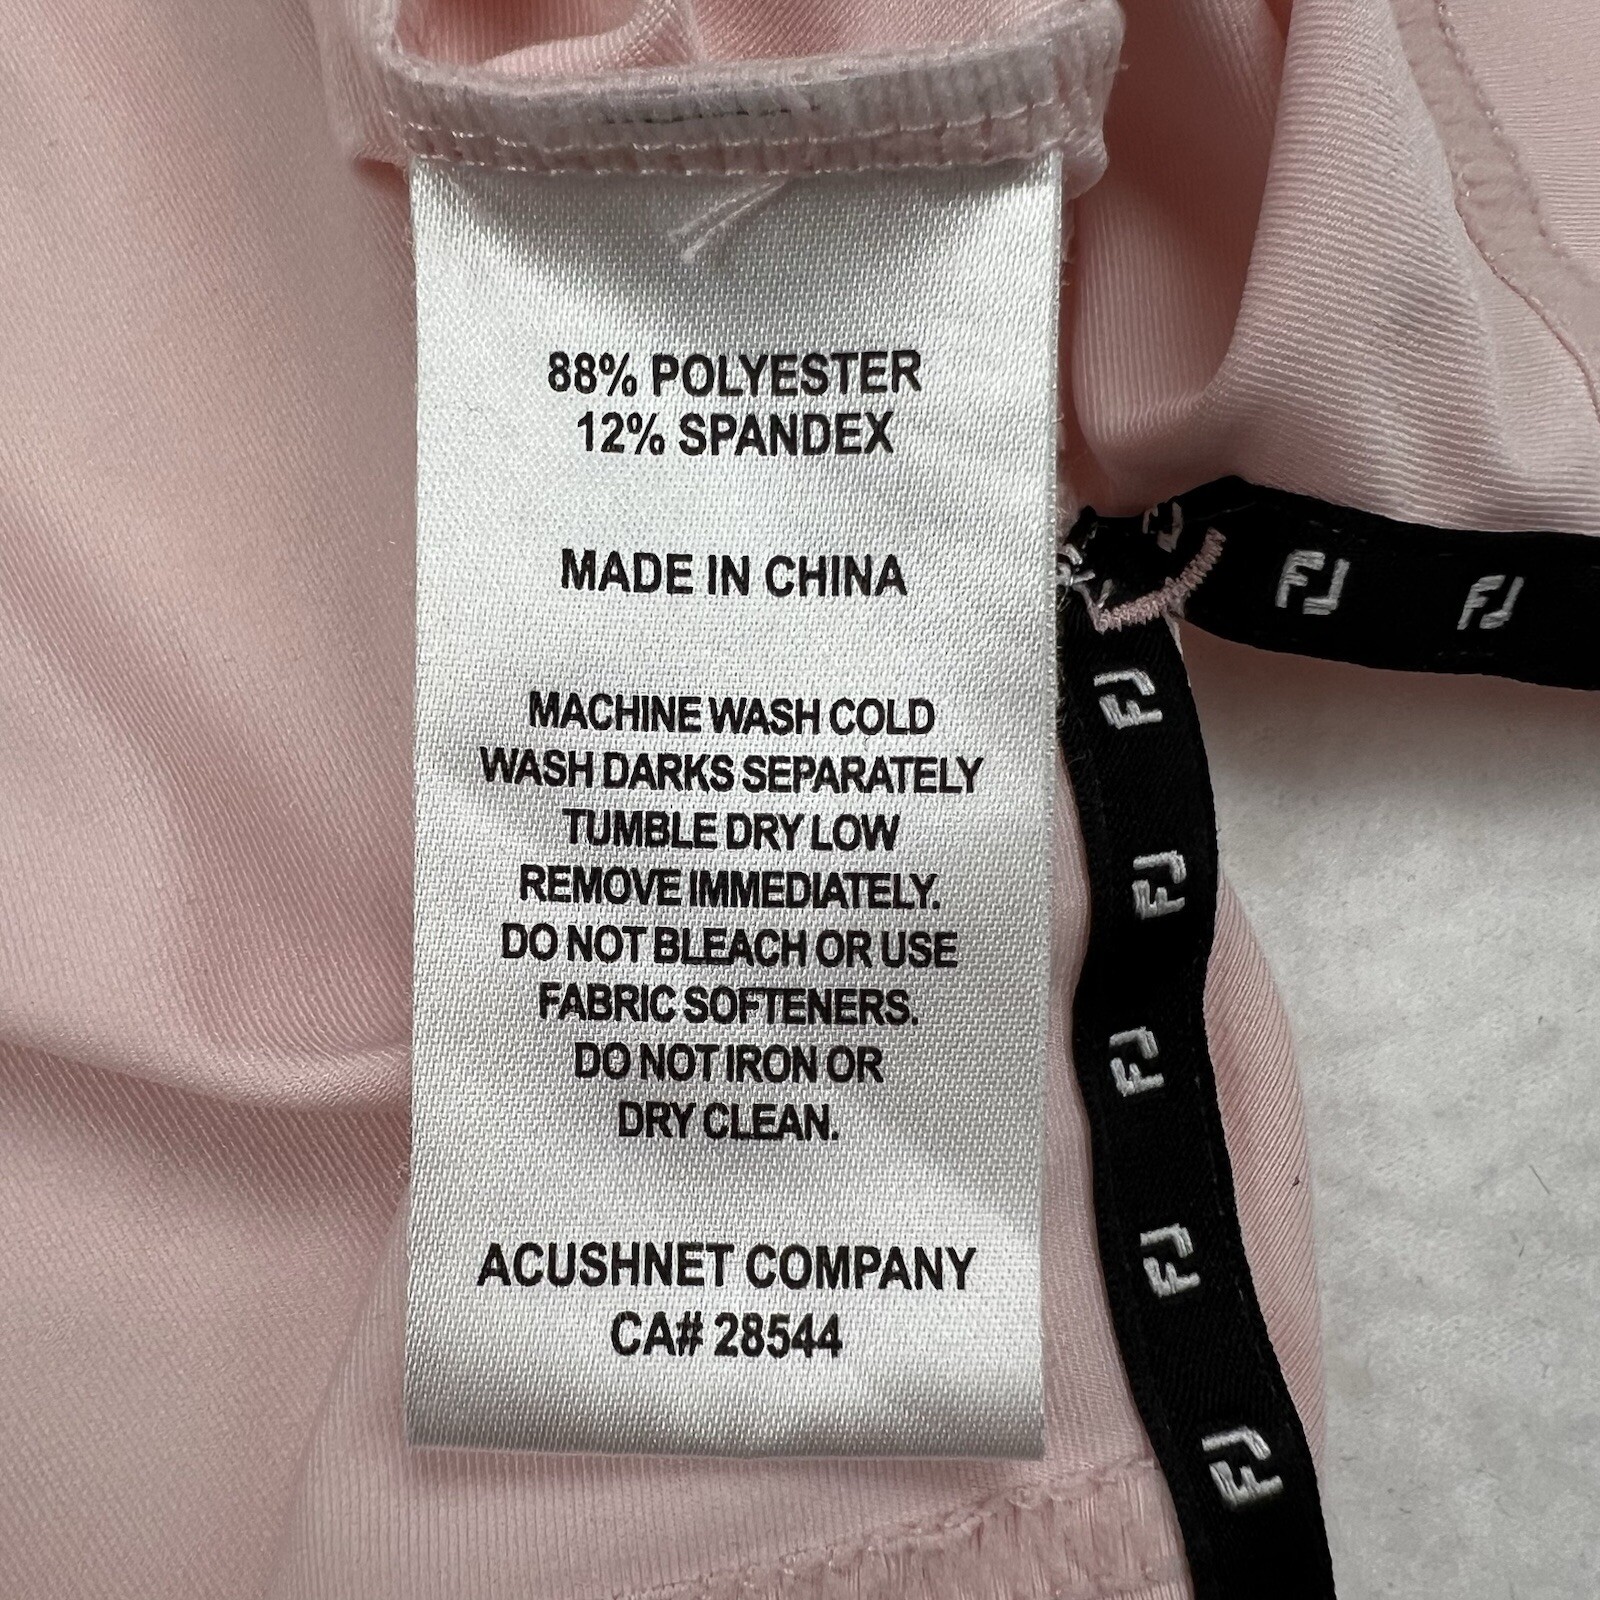 88% POLYESTER
12% SPANDEX
MADE IN CHINA
MACHINE WASH COLD
WASH DARKS SEPARATELY
TUMBLE DRY LOW
REMOVE IMMEDIATELY.
DO NOT BLEACH OR USE
FABRIC SOFTENERS.
DO NOT IRON OR
DRY CLEAN.
ACUSHNET COMPANY
CA# 28544
FJ
FJ
FJ
FJ
FJ
FJ
FJ